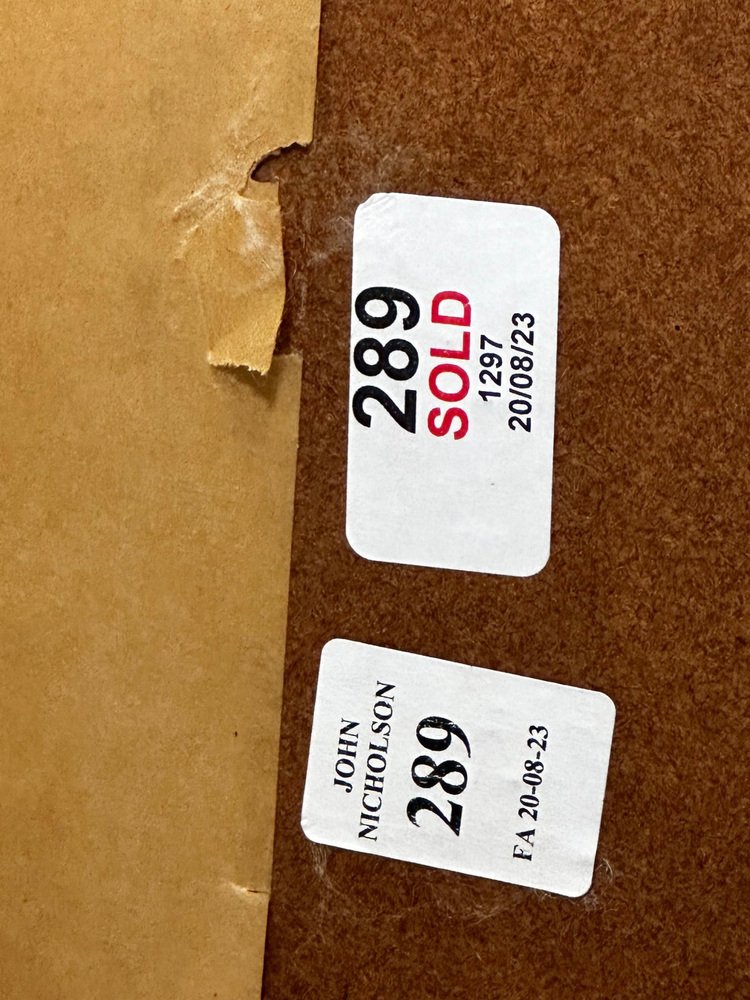 289
SOLD
1297
20/08/23
JOHN
NICHOLSON
289
FA 20-08-23